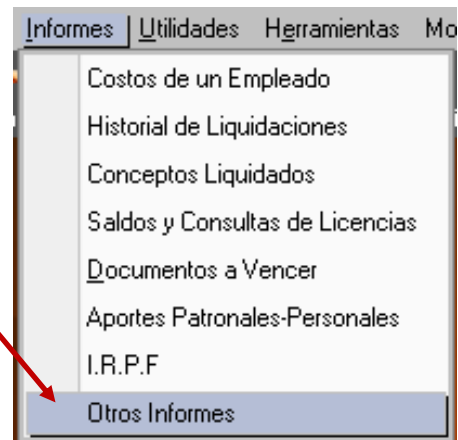 Informes Utilidades Herramientas Mo
Costos de un Empleado
Historial de Liquidaciones
Conceptos Liquidados
Saldos y Consultas de Licencias
Documentos a Vencer
Aportes Patronales-Personales
I.R.P.F
Otros Informes